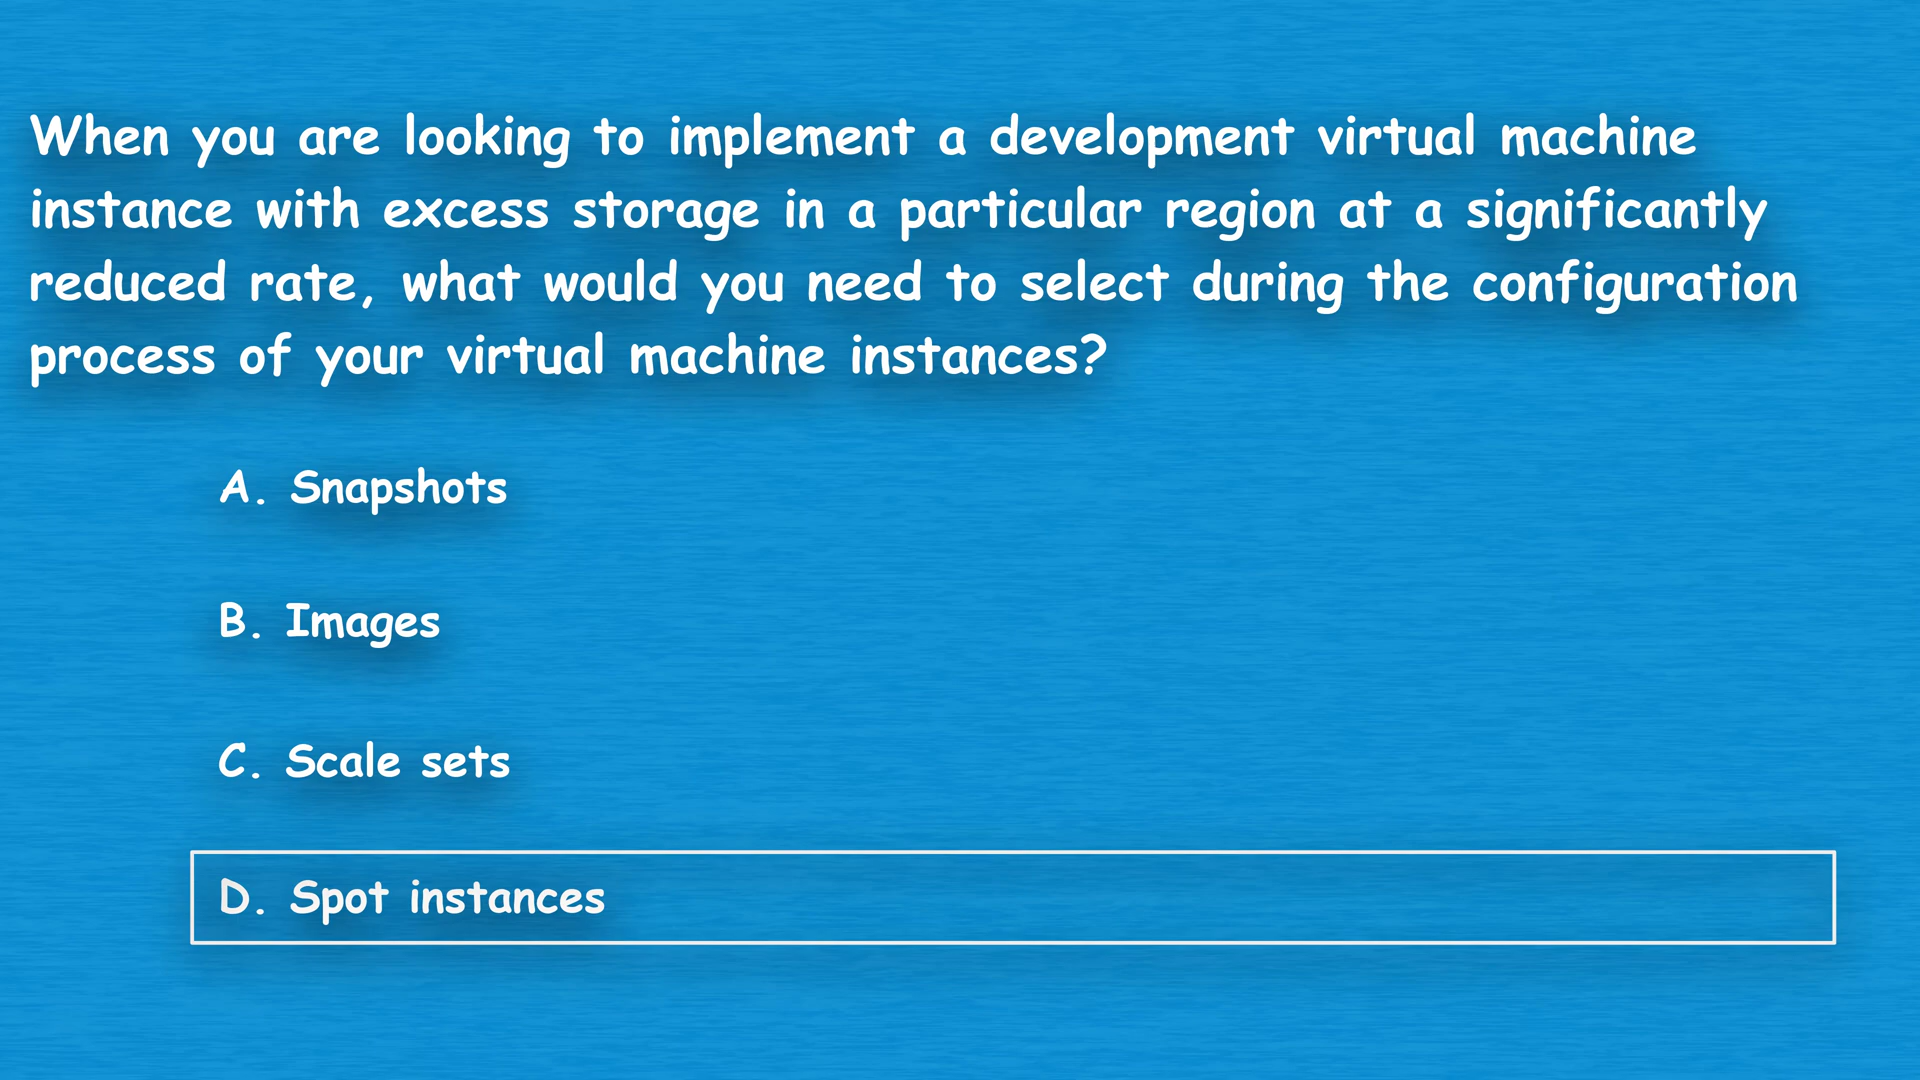 When you are looking to implement a development virtual machine
instance with excess storage in a particular region at a significantly
reduced rate, what would you need to select during the configuration
process of your virtual machine instances?
A. Snapshots
B. Images
C. Scale sets
D. Spot instances